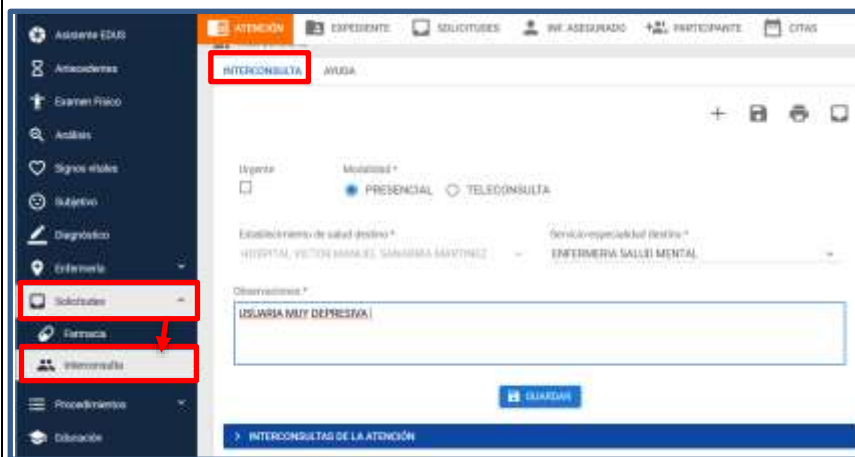 ATENCIÓN EXPEDIENTE SOLICITUDES INF. ASEGURADO PARTICIPANTE CITAS
Asistente EDUS
Antecedentes
Examen Físico
Análisis
Signos vitales
Subjetivo
Diagnóstico
Enfermería
Solicitudes
Farmacia
Interconsulta
Procedimientos
Educación
INTERCONSULTA AYUDA
Urgente Modalidad *
PRESENCIAL TELECONSULTA
Establecimiento de salud destino * Servicio/especialidad destino *
HOSPITAL VICTOR MANUEL SANABRIA MARTINEZ ENFERMERIA SALUD MENTAL
Observaciones *
USUARIA MUY DEPRESIVA
GUARDAR
INTERCONSULTAS DE LA ATENCIÓN